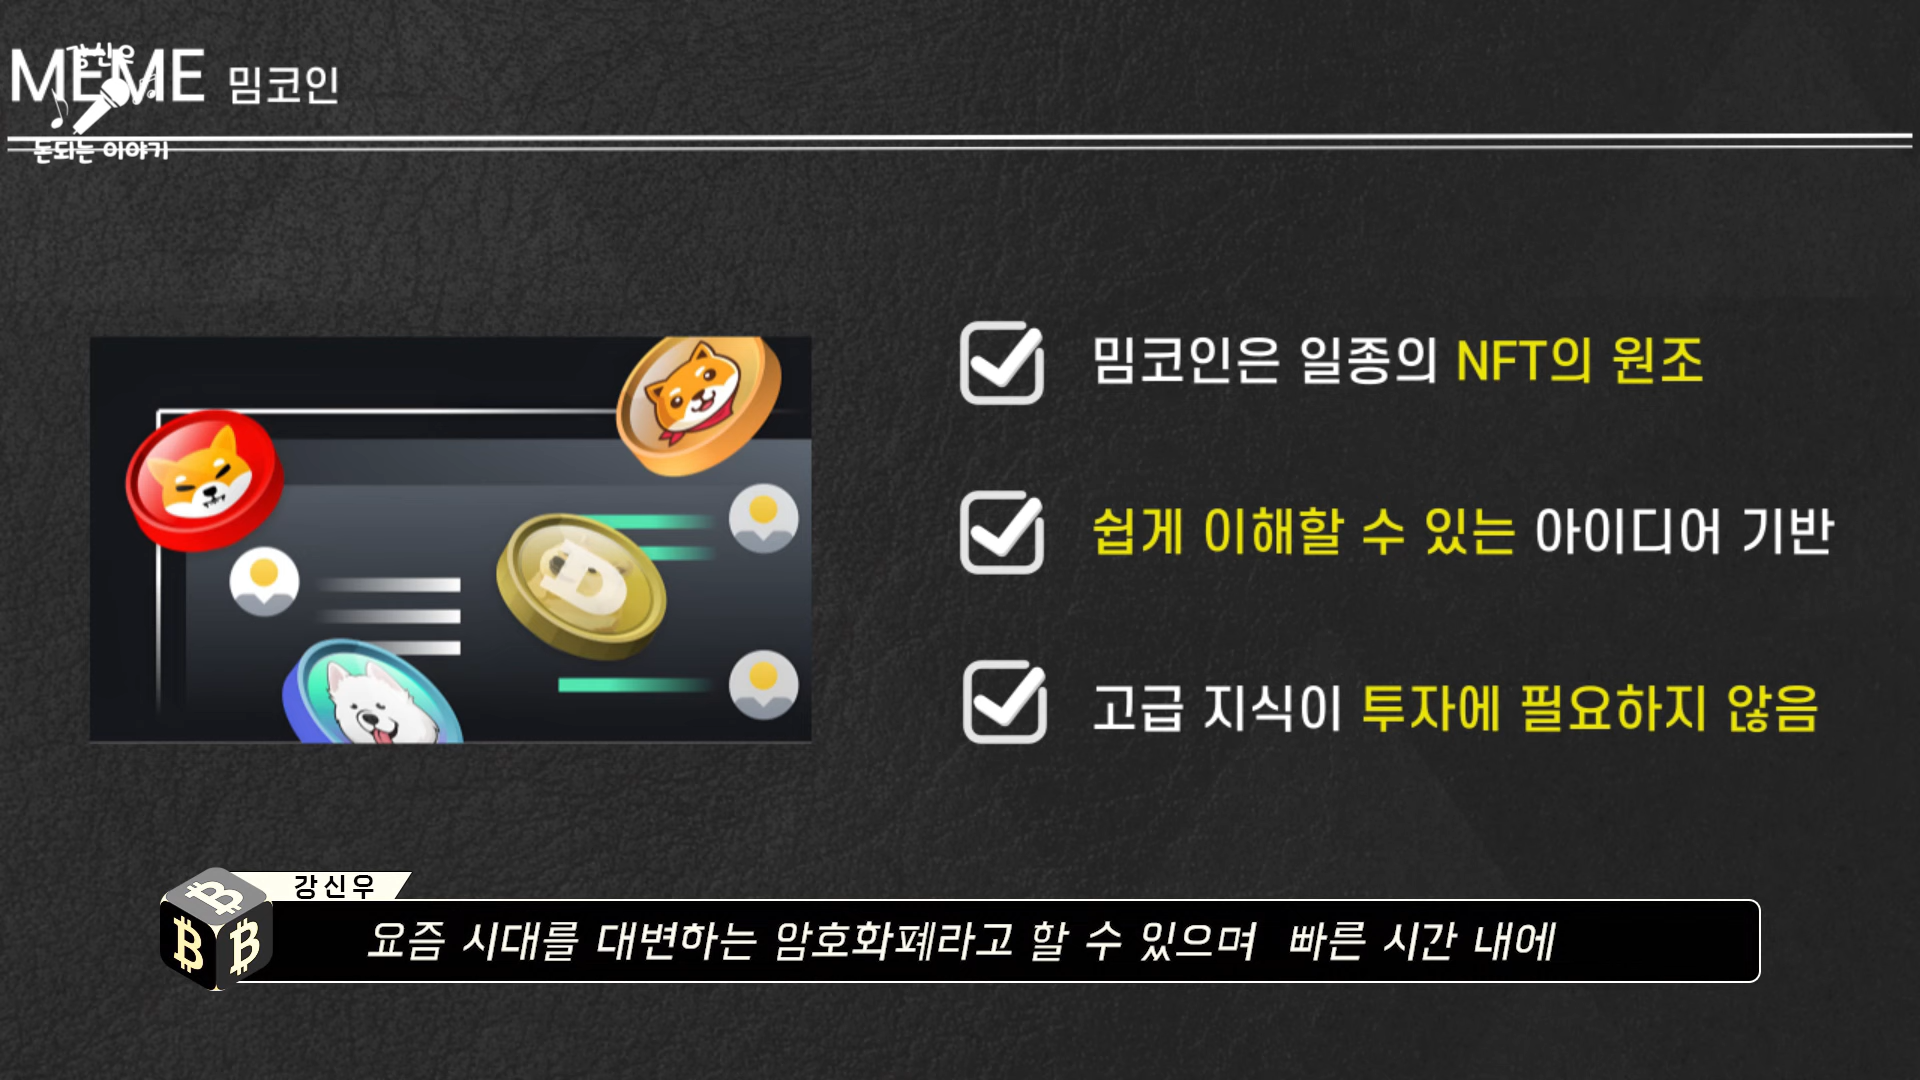 MEME 밈코인
강신우
돈되는 이야기
밈코인은 일종의 NFT의 원조
쉽게 이해할 수 있는 아이디어 기반
고급 지식이 투자에 필요하지 않음
강신우
요즘 시대를 대변하는 암호화폐라고 할 수 있으며 빠른 시간 내에